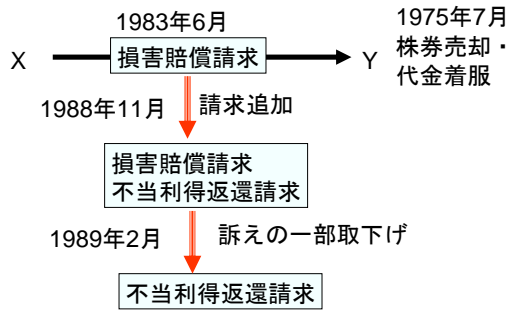 1983年6月
1975年7月
株券売却・
代金着服
X
損害賠償請求
Y
1988年11月
請求追加
損害賠償請求
不当利得返還請求
1989年2月
訴えの一部取下げ
不当利得返還請求